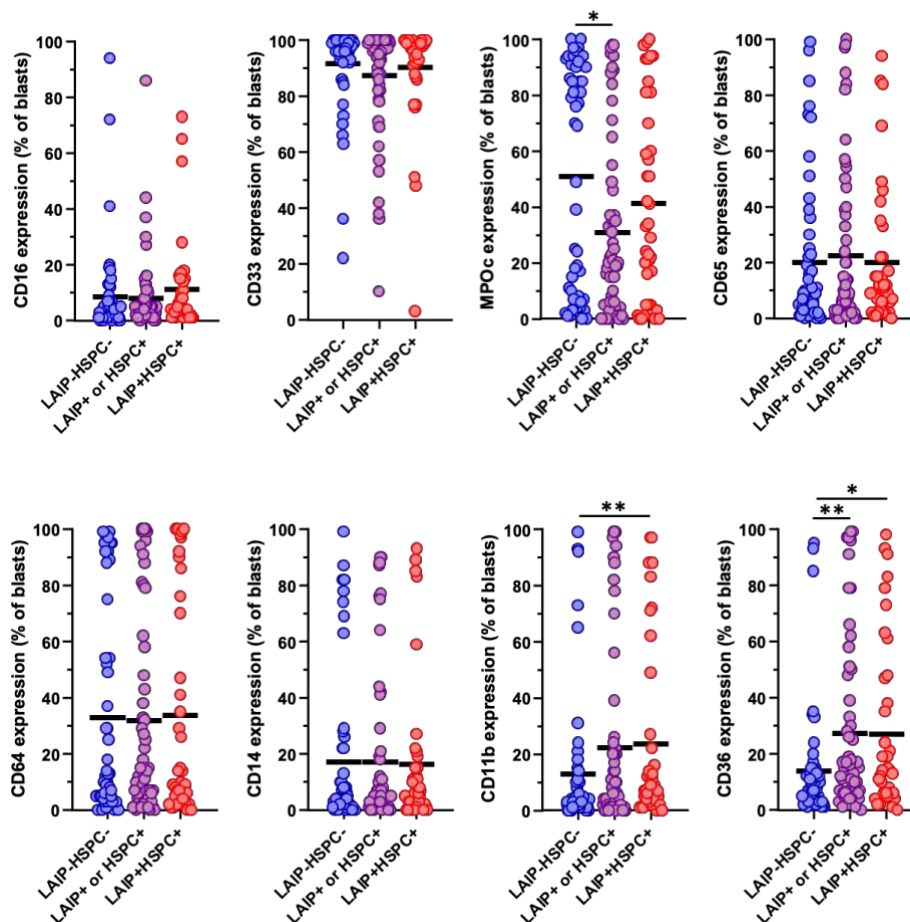 *
100
80
60
40
20
0
CD16 expression (% of blasts)
LAIP-HSPC-
LAIP+ or HSPC+
LAIP+HSPC+
100
80
60
40
20
0
CD33 expression (% of blasts)
LAIP-HSPC-
LAIP+ or HSPC+
LAIP+HSPC+
100
80
60
40
20
0
MPOc expression (% of blasts)
LAIP-HSPC-
LAIP+ or HSPC+
LAIP+HSPC+
100
80
60
40
20
0
CD65 expression (% of blasts)
LAIP-HSPC-
LAIP+ or HSPC+
LAIP+HSPC+
100
80
60
40
20
0
CD64 expression (% of blasts)
LAIP-HSPC-
LAIP+ or HSPC+
LAIP+HSPC+
100
80
60
40
20
0
CD14 expression (% of blasts)
LAIP-HSPC-
LAIP+ or HSPC+
LAIP+HSPC+
**
100
80
60
40
20
0
CD11b expression (% of blasts)
LAIP-HSPC-
LAIP+ or HSPC+
LAIP+HSPC+
*
**
100
80
60
40
20
0
CD36 expression (% of blasts)
LAIP-HSPC-
LAIP+ or HSPC+
LAIP+HSPC+